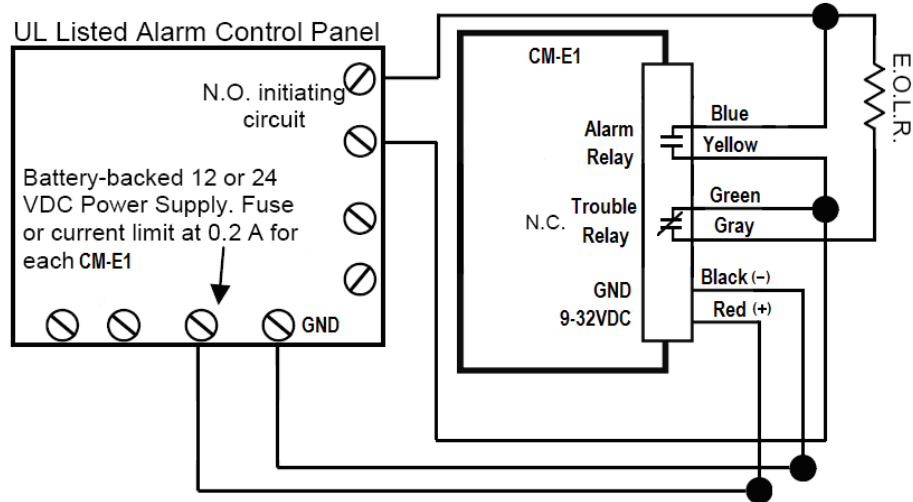 UL Listed Alarm Control Panel
N.O. initiating
circuit
Battery-backed 12 or 24
VDC Power Supply. Fuse
or current limit at 0.2 A for
each CM-E1
GND
CM-E1
Alarm
Relay
Blue
Yellow
N.C.
Trouble
Relay
Green
Gray
GND
9-32VDC
Black (-)
Red (+)
E.O.L.R.